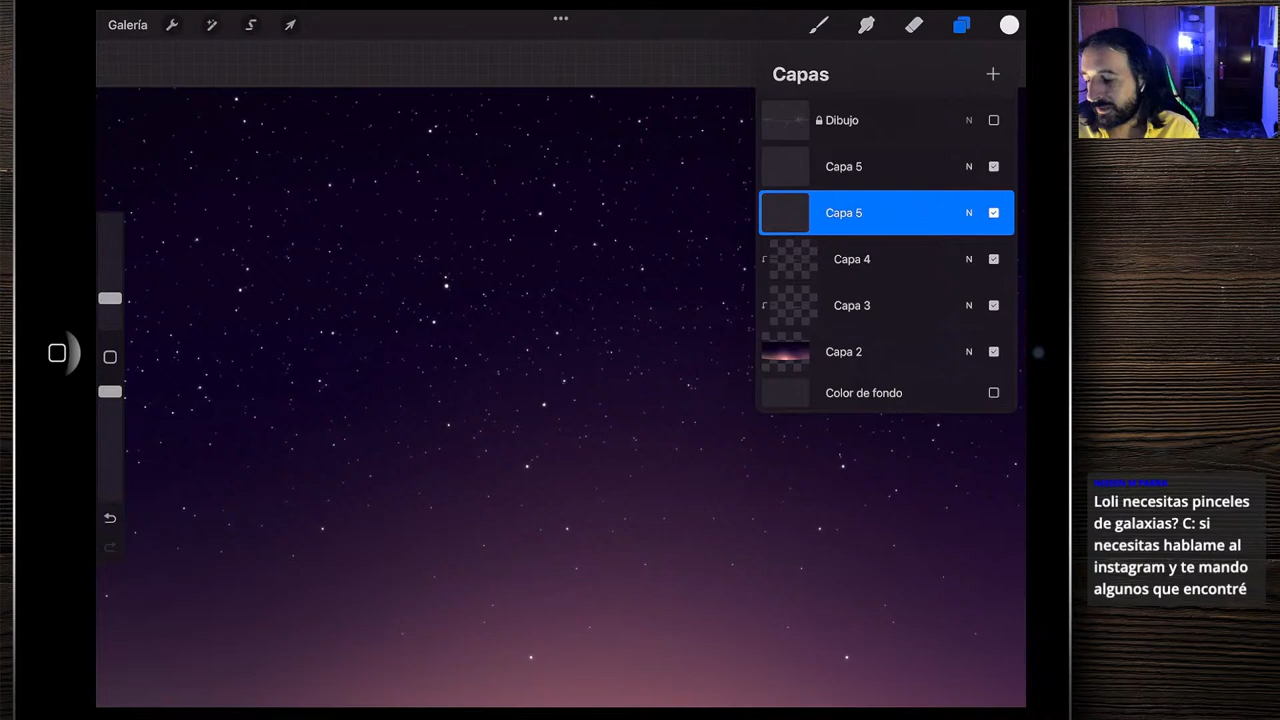 Galería
Capas
Dibujo N
Capa 5 N
Capa 5 N
Capa 4 N
Capa 3 N
Capa 2 N
Color de fondo
Loli necesitas pinceles
de galaxias? C: si
necesitas hablame al
instagram y te mando
algunos que encontré